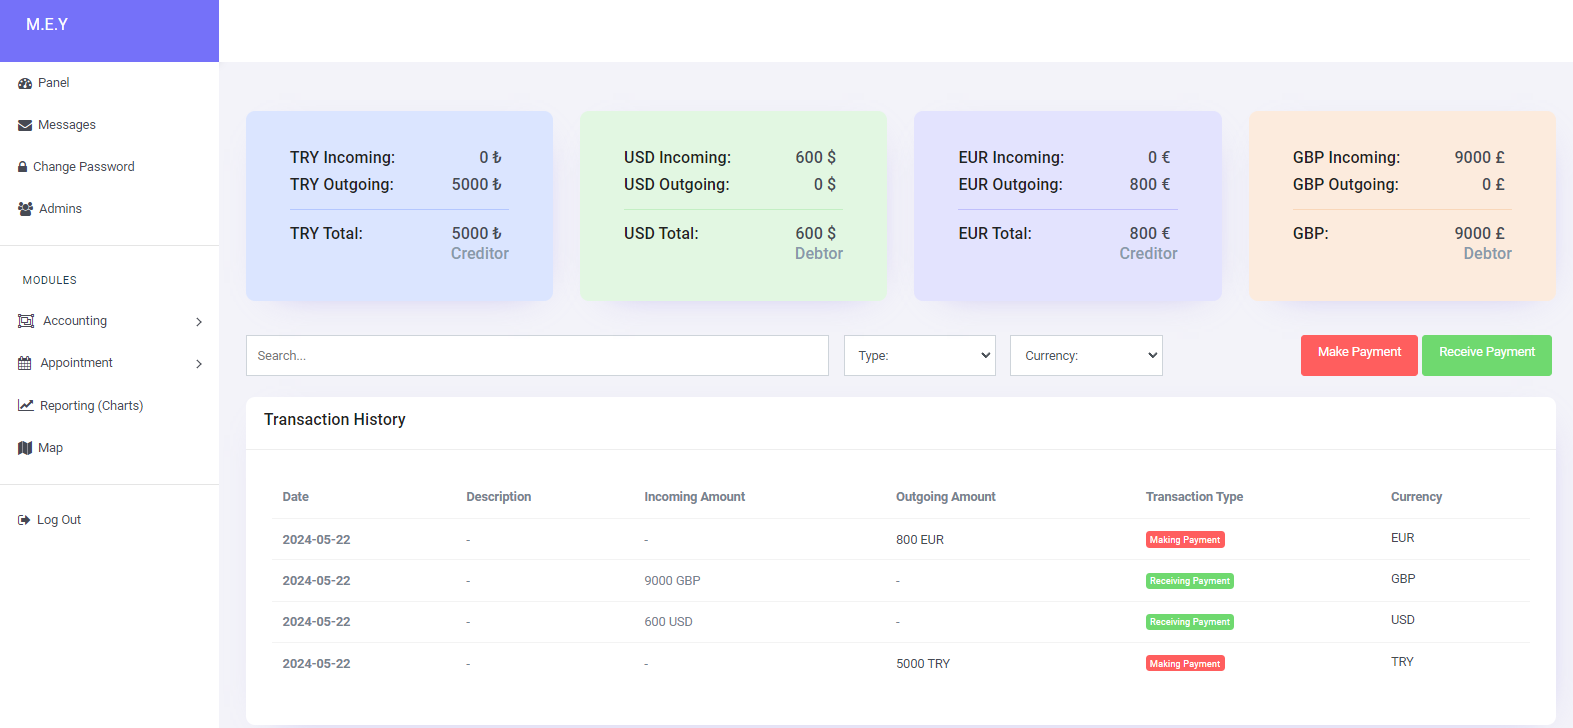 M.E.Y
Panel
Messages
Change Password
Admins
MODULES
Accounting
Appointment
Reporting (Charts)
Map
Log Out
TRY Incoming: 0 ₺
TRY Outgoing: 5000 ₺
TRY Total: 5000 ₺
Creditor
USD Incoming: 600 $
USD Outgoing: 0 $
USD Total: 600 $
Debtor
EUR Incoming: 0 €
EUR Outgoing: 800 €
EUR Total: 800 €
Creditor
GBP Incoming: 9000 £
GBP Outgoing: 0 £
GBP: 9000 £
Debtor
Search... Type: Currency: Make Payment Receive Payment
Transaction History
Date Description Incoming Amount Outgoing Amount Transaction Type Currency
2024-05-22 - - 800 EUR Making Payment EUR
2024-05-22 - 9000 GBP - Receiving Payment GBP
2024-05-22 - 600 USD - Receiving Payment USD
2024-05-22 - - 5000 TRY Making Payment TRY